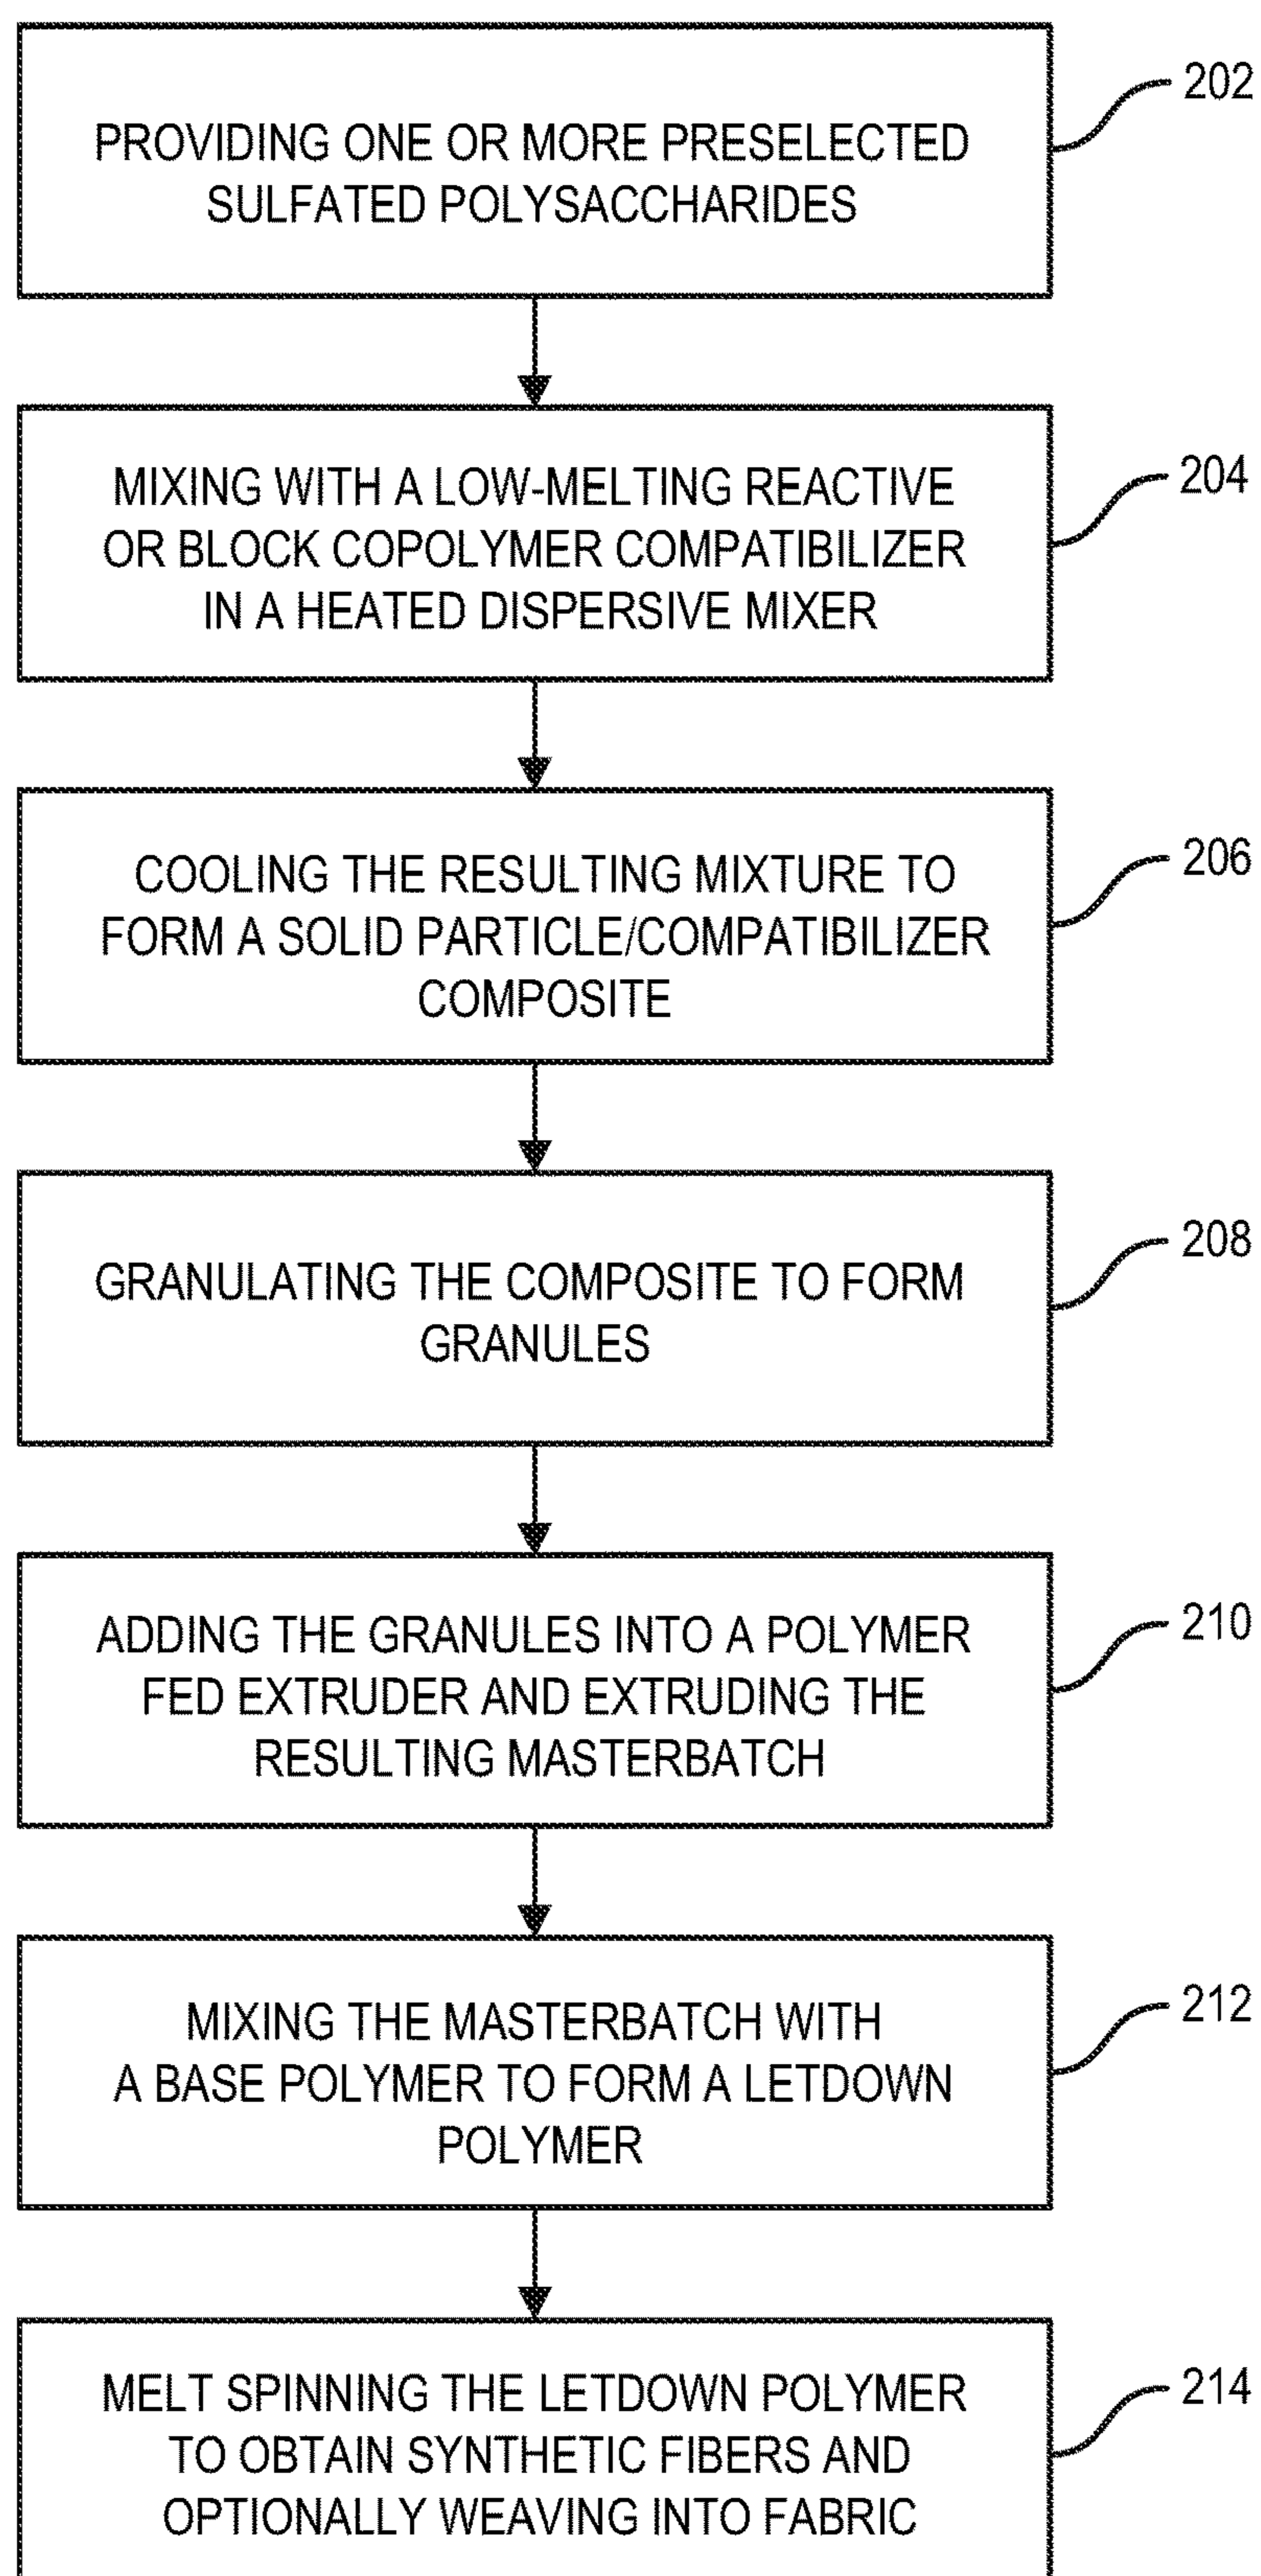 PROVIDING ONE OR MORE PRESELECTED
SULFATED POLYSACCHARIDES
202
MIXING WITH A LOW-MELTING REACTIVE
OR BLOCK COPOLYMER COMPATIBILIZER
IN A HEATED DISPERSIVE MIXER
204
COOLING THE RESULTING MIXTURE TO
FORM A SOLID PARTICLE/COMPATIBILIZER
COMPOSITE
206
GRANULATING THE COMPOSITE TO FORM
GRANULES
208
ADDING THE GRANULES INTO A POLYMER
FED EXTRUDER AND EXTRUDING THE
RESULTING MASTERBATCH
210
MIXING THE MASTERBATCH WITH
A BASE POLYMER TO FORM A LETDOWN
POLYMER
212
MELT SPINNING THE LETDOWN POLYMER
TO OBTAIN SYNTHETIC FIBERS AND
OPTIONALLY WEAVING INTO FABRIC
214